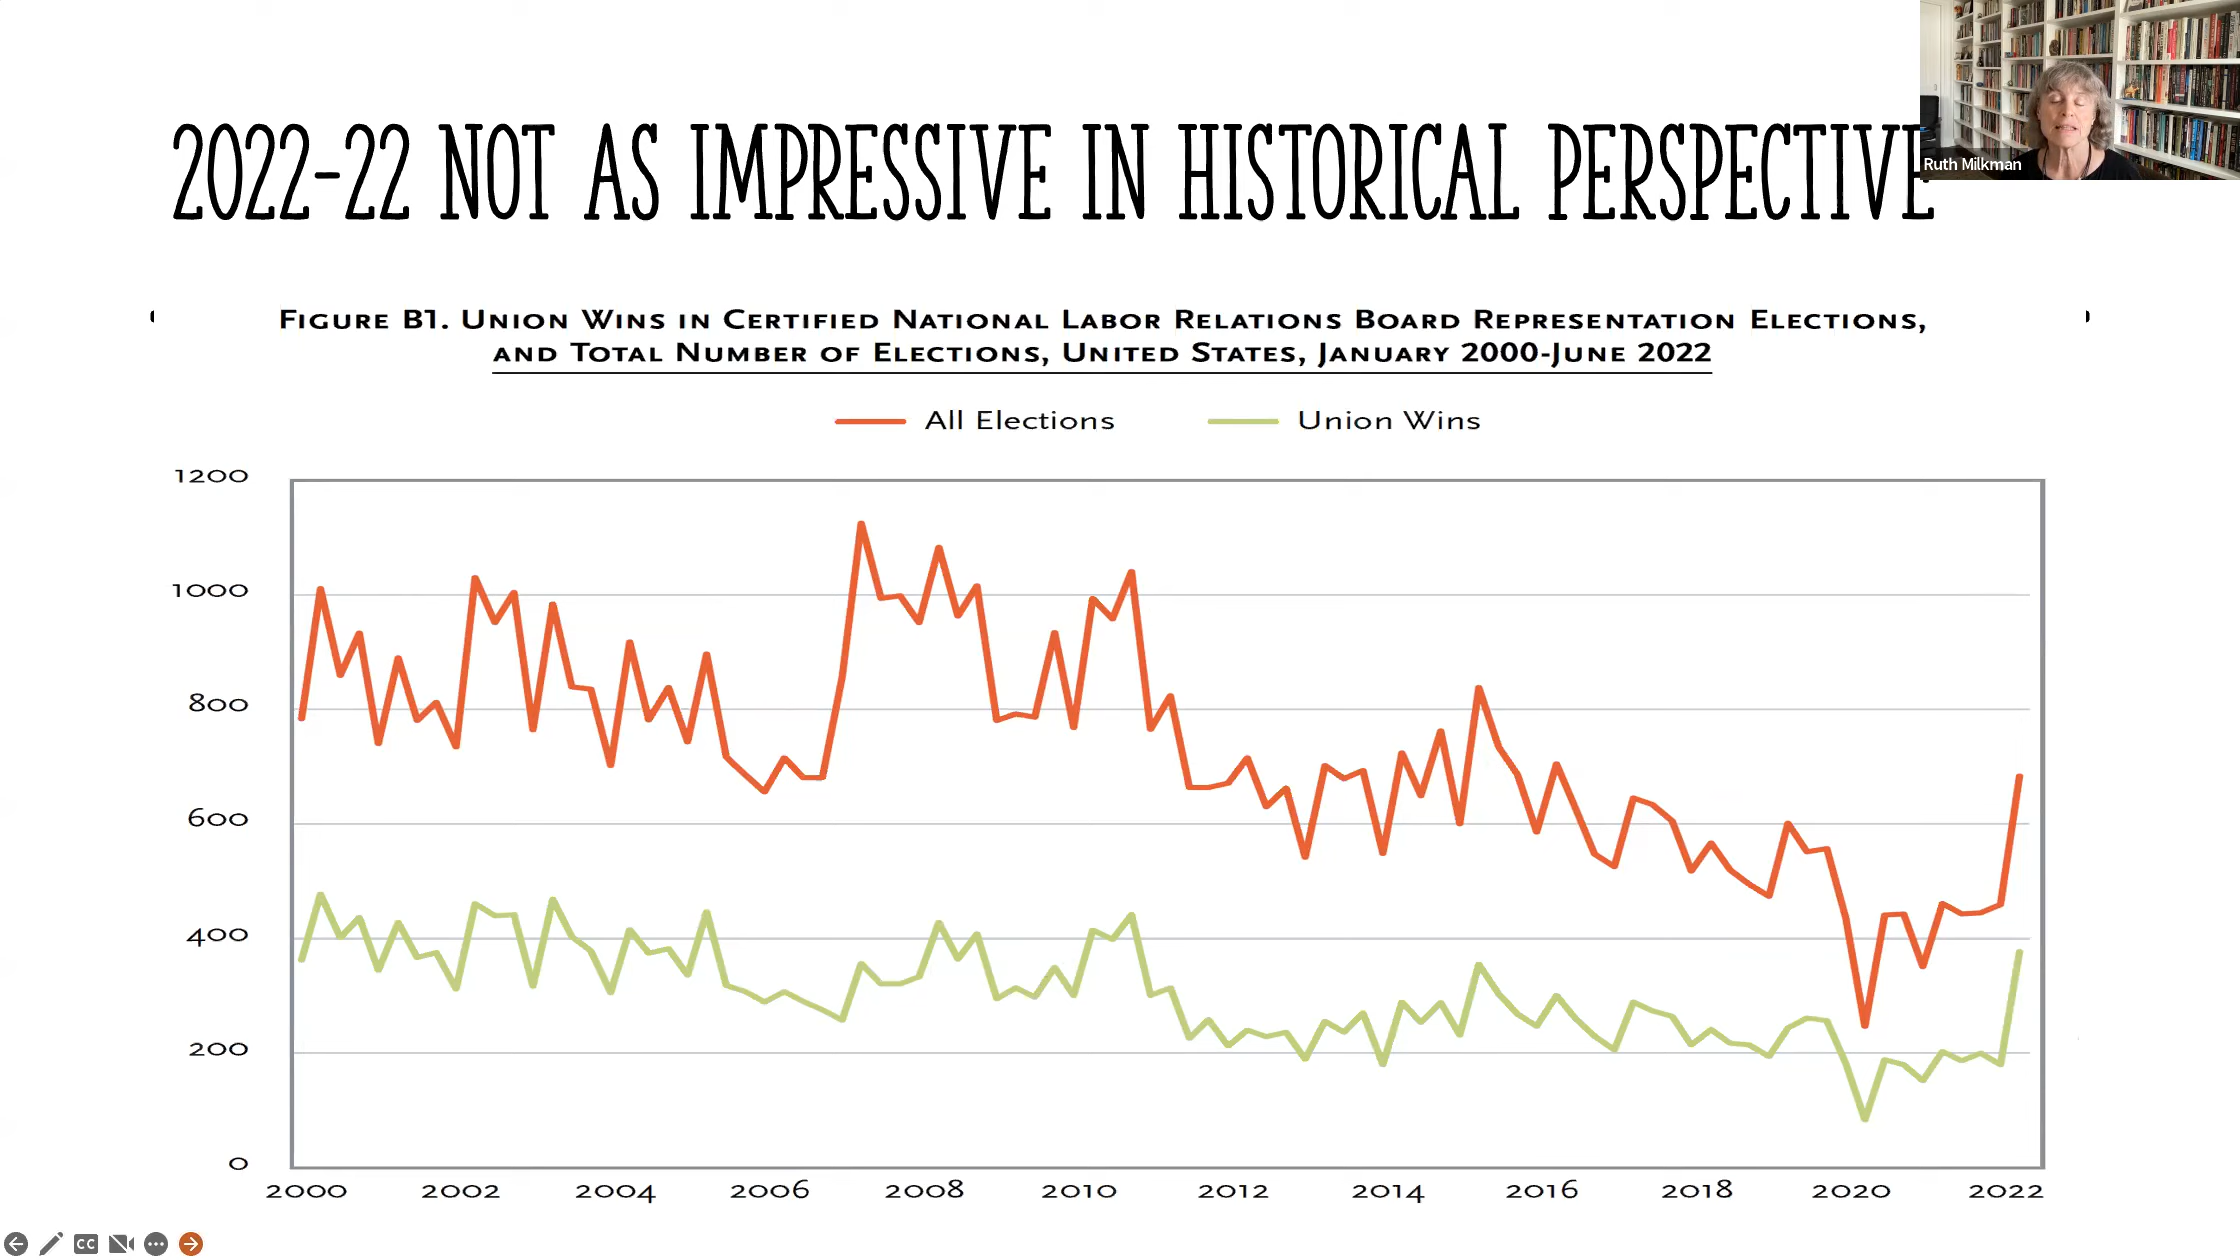 2022-22 NOT AS IMPRESSIVE IN HISTORICAL PERSPECTIVE
Ruth Milkman
FIGURE B1. UNION WINS IN CERTIFIED NATIONAL LABOR RELATIONS BOARD REPRESENTATION ELECTIONS,
AND TOTAL NUMBER OF ELECTIONS, UNITED STATES, JANUARY 2000-JUNE 2022
All Elections Union Wins
1200
1000
800
600
400
200
0
2000 2002 2004 2006 2008 2010 2012 2014 2016 2018 2020 2022
CC